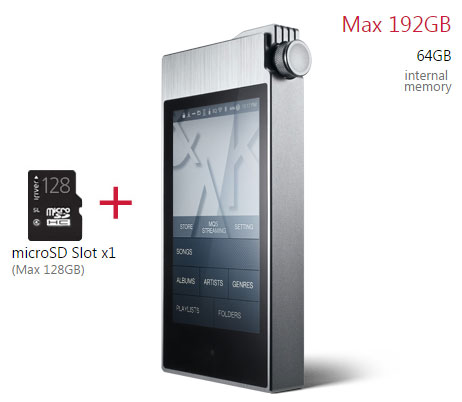 Max 192GB
64GB
internal
memory
iriver 128
micro
SD
HC
microSD Slot x1
(Max 128GB)
STORE
MQS
STREAMING
SETTING
SONGS
ALBUMS
ARTISTS
GENRES
PLAYLISTS
FOLDERS